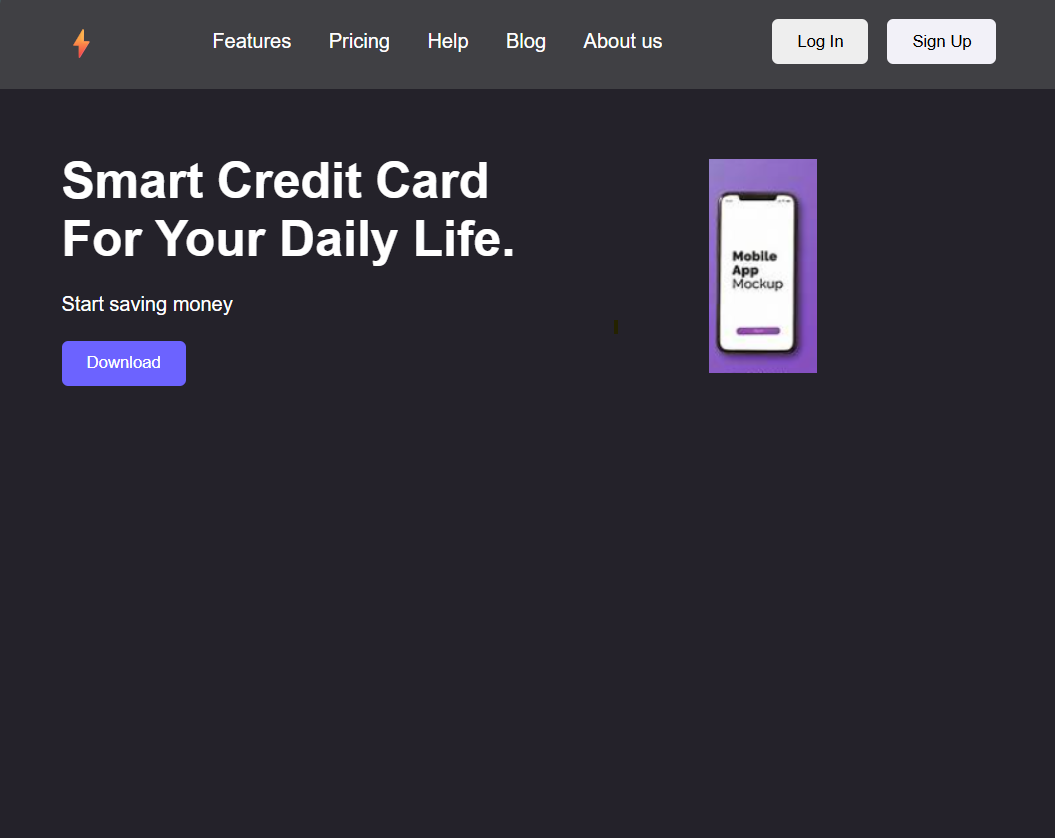 Features Pricing Help Blog About us Log In Sign Up
Smart Credit Card
For Your Daily Life.
Start saving money
Download
Mobile
App
Mockup